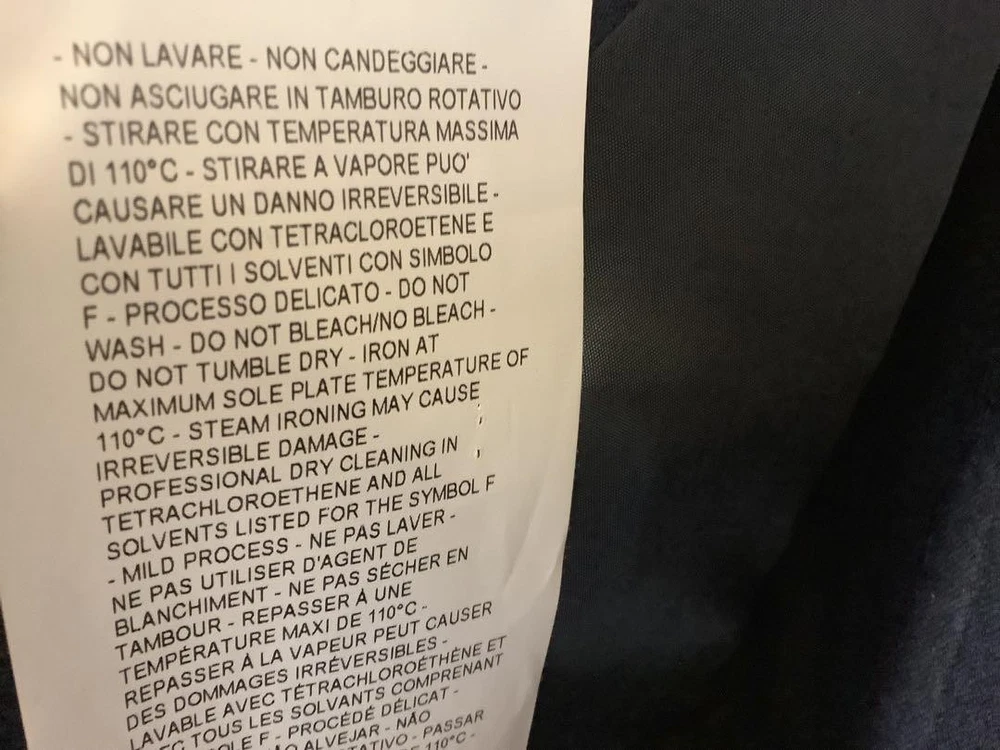 - NON LAVARE - NON CANDEGGIARE -
NON ASCIUGARE IN TAMBURO ROTATIVO
- STIRARE CON TEMPERATURA MASSIMA
DI 110°C - STIRARE A VAPORE PUO'
CAUSARE UN DANNO IRREVERSIBILE -
LAVABILE CON TETRACLOROETENE E
CON TUTTI I SOLVENTI CON SIMBOLO
F - PROCESSO DELICATO - DO NOT
WASH - DO NOT BLEACH/NO BLEACH -
DO NOT TUMBLE DRY - IRON AT
MAXIMUM SOLE PLATE TEMPERATURE OF
110°C - STEAM IRONING MAY CAUSE
IRREVERSIBLE DAMAGE -
PROFESSIONAL DRY CLEANING IN
TETRACHLOROETHENE AND ALL
SOLVENTS LISTED FOR THE SYMBOL F
- MILD PROCESS - NE PAS LAVER -
NE PAS UTILISER D'AGENT DE
BLANCHIMENT - NE PAS SÉCHER EN
TAMBOUR - REPASSER À UNE
TEMPÉRATURE MAXI DE 110°C -
REPASSER À LA VAPEUR PEUT CAUSER
DES DOMMAGES IRRÉVERSIBLES -
LAVABLE AVEC TÉTRACHLOROÉTHÈNE ET
TOUS LES SOLVANTS COMPRENANT
F - PROCÉDÉ DÉLICAT -
ALVEJAR - NÃO
- PASSAR
110°C -